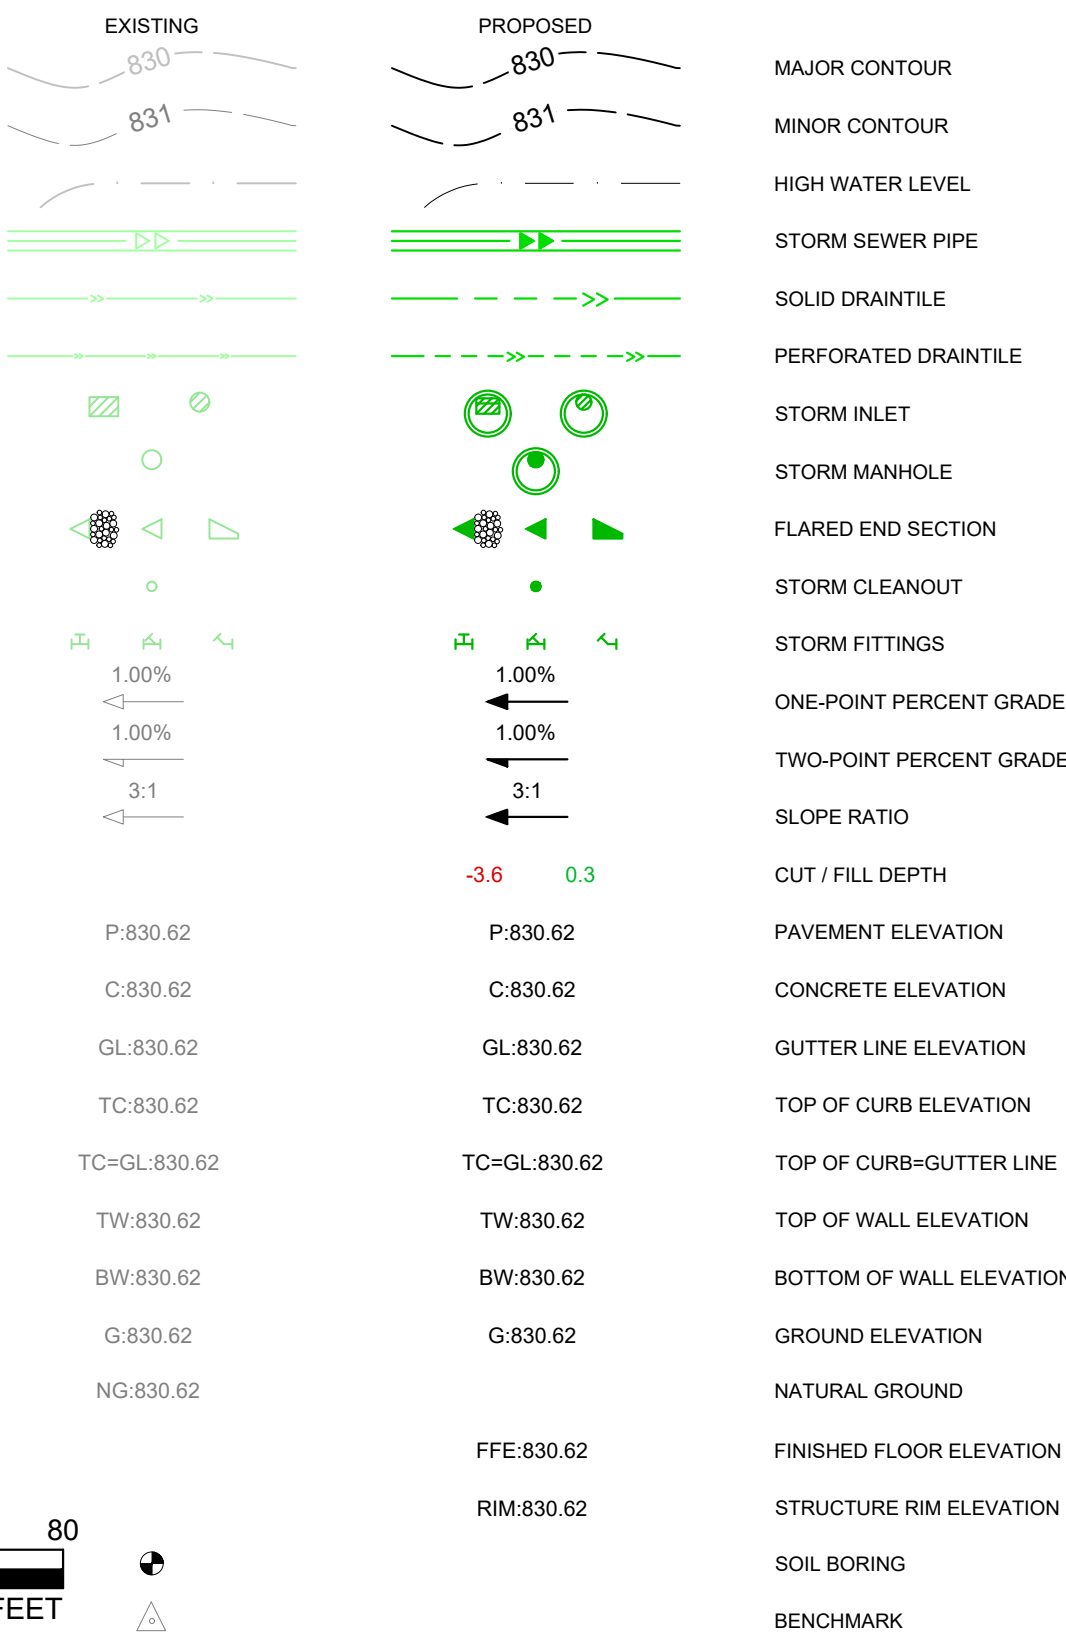 EXISTING PROPOSED
830 830 MAJOR CONTOUR
831 831 MINOR CONTOUR
HIGH WATER LEVEL
STORM SEWER PIPE
SOLID DRAINTILE
PERFORATED DRAINTILE
STORM INLET
STORM MANHOLE
FLARED END SECTION
STORM CLEANOUT
STORM FITTINGS
1.00% 1.00%
ONE-POINT PERCENT GRADE
1.00% 1.00%
TWO-POINT PERCENT GRADE
3:1 3:1
SLOPE RATIO
-3.6 0.3 CUT / FILL DEPTH
P:830.62 P:830.62 PAVEMENT ELEVATION
C:830.62 C:830.62 CONCRETE ELEVATION
GL:830.62 GL:830.62 GUTTER LINE ELEVATION
TC:830.62 TC:830.62 TOP OF CURB ELEVATION
TC=GL:830.62 TC=GL:830.62 TOP OF CURB=GUTTER LINE
TW:830.62 TW:830.62 TOP OF WALL ELEVATION
BW:830.62 BW:830.62 BOTTOM OF WALL ELEVATION
G:830.62 G:830.62 GROUND ELEVATION
NG:830.62 NATURAL GROUND
FFE:830.62 FINISHED FLOOR ELEVATION
RIM:830.62 STRUCTURE RIM ELEVATION
80
SOIL BORING
FEET
BENCHMARK